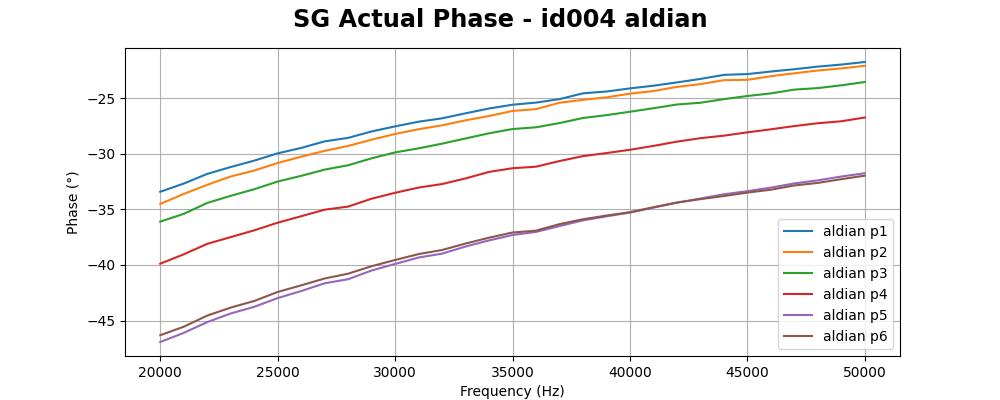 SG Actual Phase - id004 aldian
Phase (°)
−25
−30
−35
−40
−45
20000 25000 30000 35000 40000 45000 50000
Frequency (Hz)
aldian p1
aldian p2
aldian p3
aldian p4
aldian p5
aldian p6